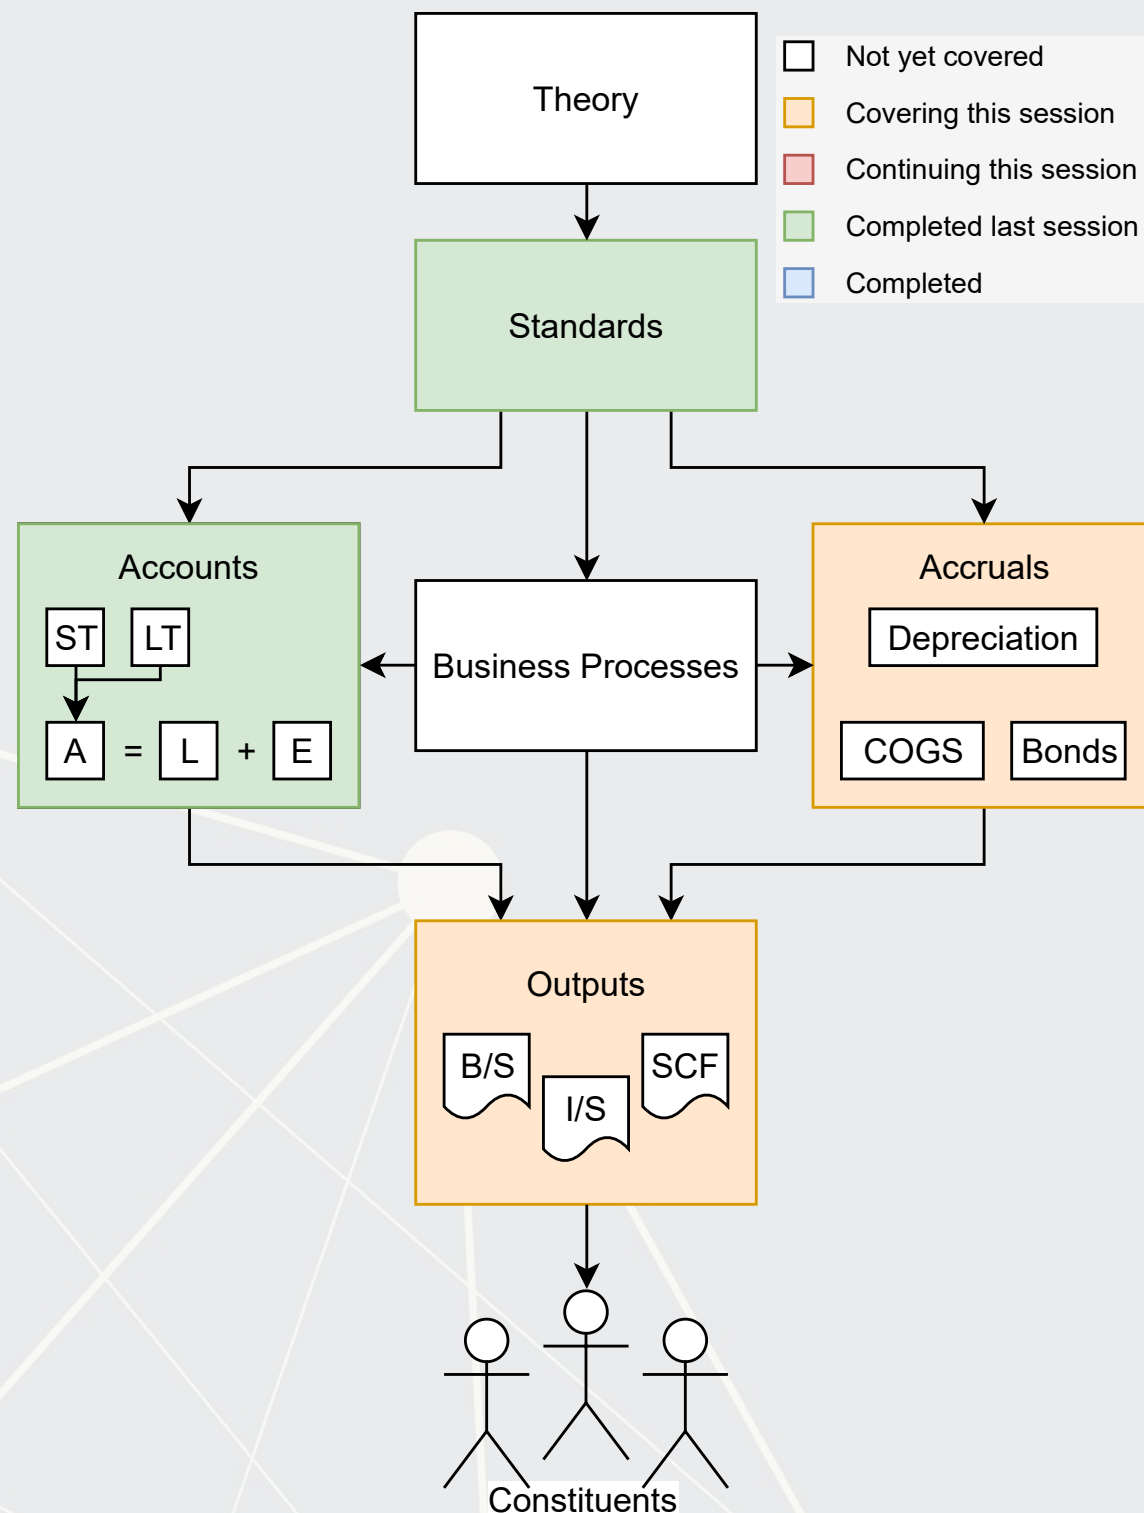 Theory
Not yet covered
Covering this session
Continuing this session
Completed last session
Completed
Standards
Accounts
ST LT
A = L + E
Business Processes
Accruals
Depreciation
COGS Bonds
Outputs
B/S
I/S
SCF
Constituents